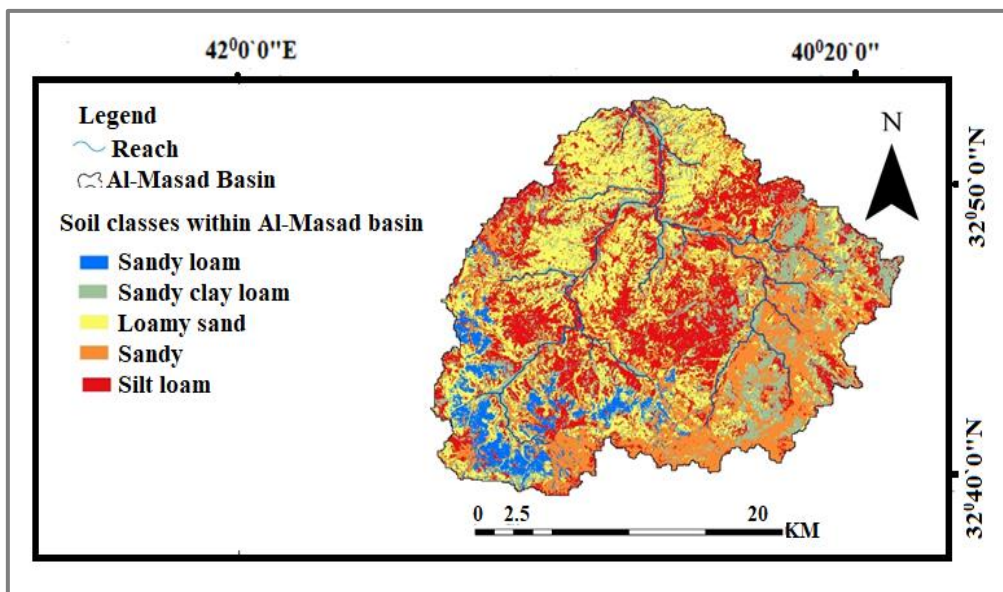 42⁰0`0"E
40⁰20`0"
Legend
Reach
Al-Masad Basin
Soil classes within Al-Masad basin
Sandy loam
Sandy clay loam
Loamy sand
Sandy
Silt loam
N
32⁰50`0"N
32⁰40`0"N
0 2.5 20
KM